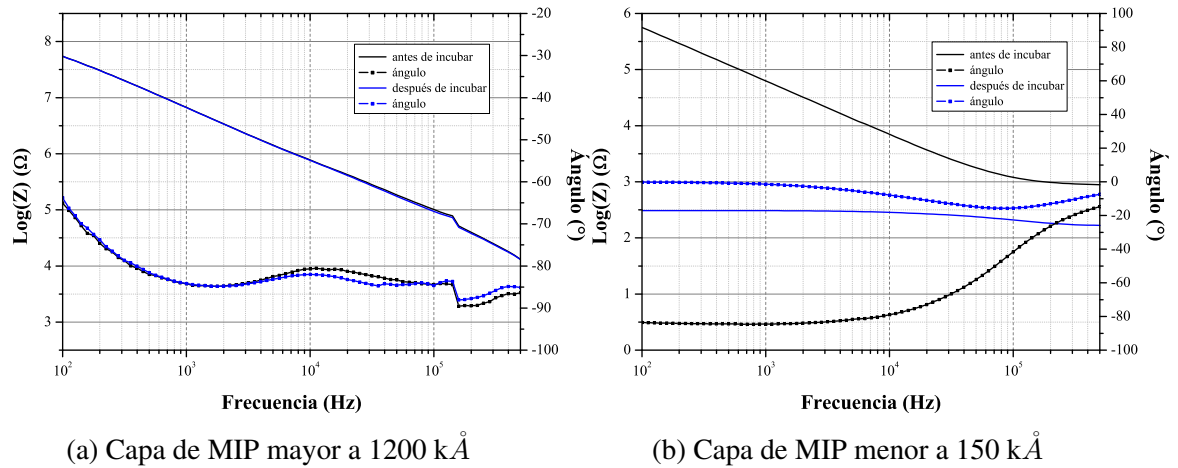 8
7
6
5
4
3
-20
-30
-40
-50
-60
-70
-80
-90
-100
10²
10³
10⁴
10⁵
Log(Z) (Ω)
Ángulo (°)
Frecuencia (Hz)
antes de incubar
ángulo
después de incubar
ángulo
(a) Capa de MIP mayor a 1200 kÅ
6
5
4
3
2
1
0
100
80
60
40
20
0
-20
-40
-60
-80
-100
10²
10³
10⁴
10⁵
Log(Z) (Ω)
Ángulo (°)
Frecuencia (Hz)
antes de incubar
ángulo
después de incubar
ángulo
(b) Capa de MIP menor a 150 kÅ